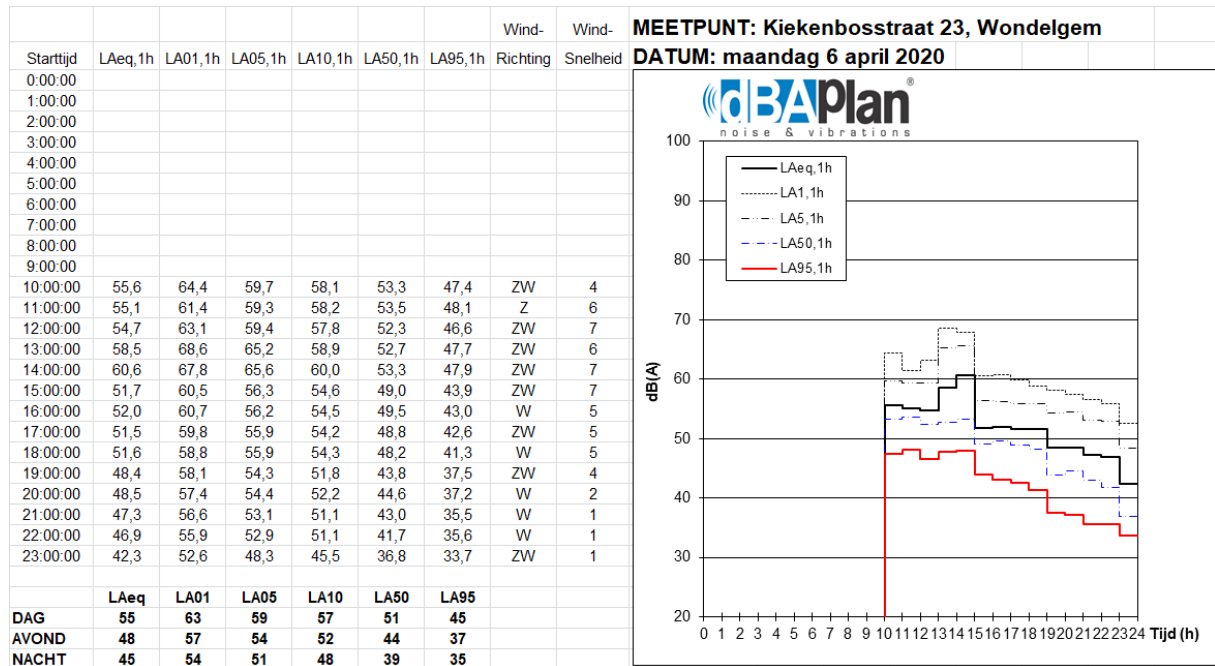 Wind- Wind- MEETPUNT: Kiekenbosstraat 23, Wondelgem
Starttijd LAeq,1h LA01,1h LA05,1h LA10,1h LA50,1h LA95,1h Richting Snelheid DATUM: maandag 6 april 2020
0:00:00
1:00:00
2:00:00
3:00:00
4:00:00
5:00:00
6:00:00
7:00:00
8:00:00
9:00:00
10:00:00 55,6 64,4 59,7 58,1 53,3 47,4 ZW 4
11:00:00 55,1 61,4 59,3 58,2 53,5 48,1 Z 6
12:00:00 54,7 63,1 59,4 57,8 52,3 46,6 ZW 7
13:00:00 58,5 68,6 65,2 58,9 52,7 47,7 ZW 6
14:00:00 60,6 67,8 65,6 60,0 53,3 47,9 ZW 7
15:00:00 51,7 60,5 56,3 54,6 49,0 43,9 ZW 7
16:00:00 52,0 60,7 56,2 54,5 49,5 43,0 W 5
17:00:00 51,5 59,8 55,9 54,2 48,8 42,6 ZW 5
18:00:00 51,6 58,8 55,9 54,3 48,2 41,3 W 5
19:00:00 48,4 58,1 54,3 51,8 43,8 37,5 ZW 4
20:00:00 48,5 57,4 54,4 52,2 44,6 37,2 W 2
21:00:00 47,3 56,6 53,1 51,1 43,0 35,5 W 1
22:00:00 46,9 55,9 52,9 51,1 41,7 35,6 W 1
23:00:00 42,3 52,6 48,3 45,5 36,8 33,7 ZW 1
LAeq LA01 LA05 LA10 LA50 LA95
DAG 55 63 59 57 51 45
AVOND 48 57 54 52 44 37
NACHT 45 54 51 48 39 35
dBAPlan®
noise & vibrations
100
90
80
70
60
50
40
30
20
dB(A)
LAeq,1h
LA1,1h
LA5,1h
LA50,1h
LA95,1h
0 1 2 3 4 5 6 7 8 9 10 11 12 13 14 15 16 17 18 19 20 21 22 23 24 Tijd (h)